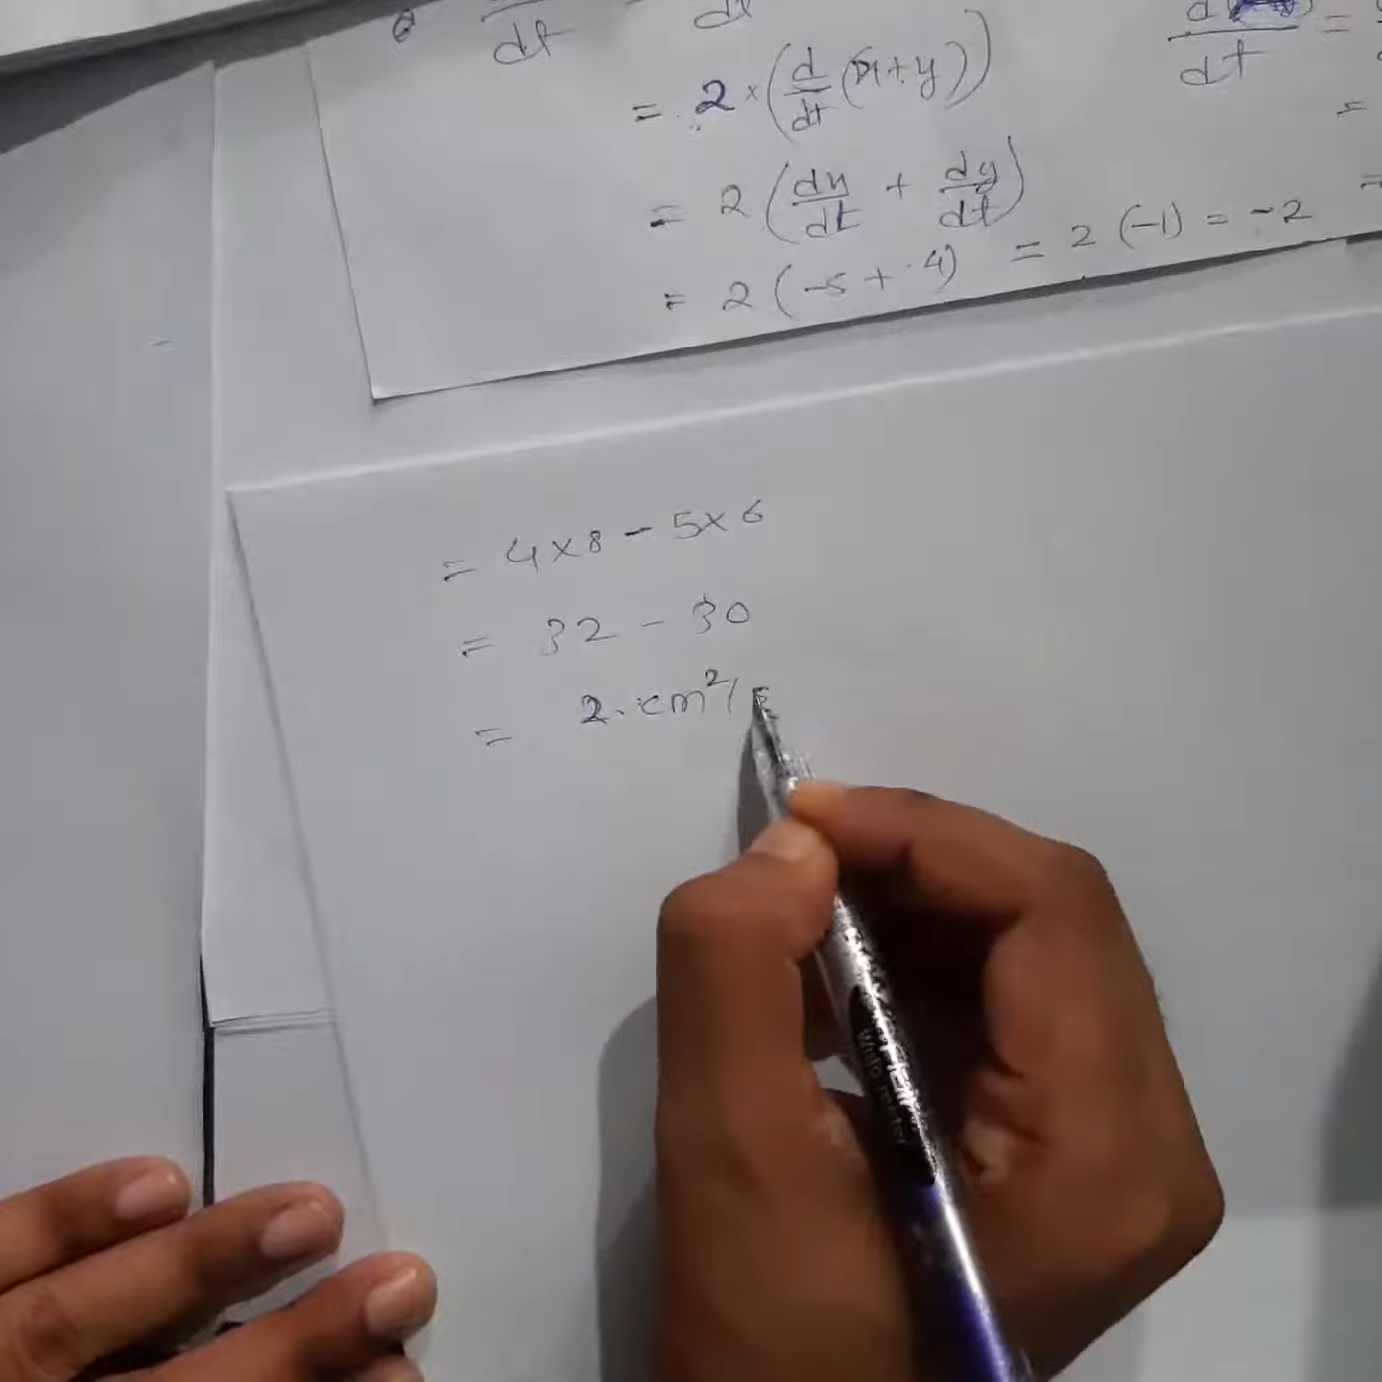 dt
= 2 × (d/dt (x+y))
= 2 (dx/dt + dy/dt)
= 2 (-5 + 4) = 2 (-1) = -2
dt =
=
=
= 4×8 - 5×6
= 32 - 30
= 2. cm²/